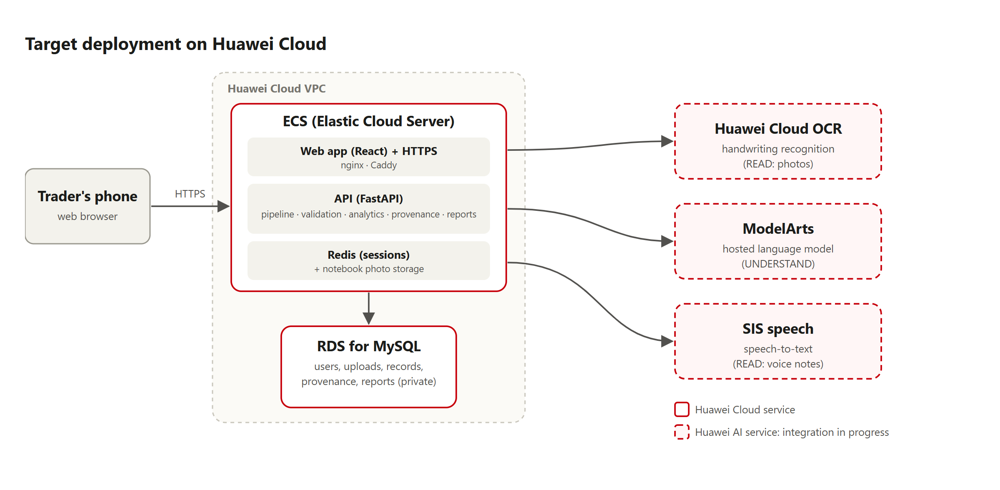 Target deployment on Huawei Cloud
Huawei Cloud VPC
Trader's phone
web browser
HTTPS
ECS (Elastic Cloud Server)
Web app (React) + HTTPS
nginx · Caddy
API (FastAPI)
pipeline · validation · analytics · provenance · reports
Redis (sessions)
+ notebook photo storage
RDS for MySQL
users, uploads, records,
provenance, reports (private)
Huawei Cloud OCR
handwriting recognition
(READ: photos)
ModelArts
hosted language model
(UNDERSTAND)
SIS speech
speech-to-text
(READ: voice notes)
Huawei Cloud service
Huawei AI service: integration in progress